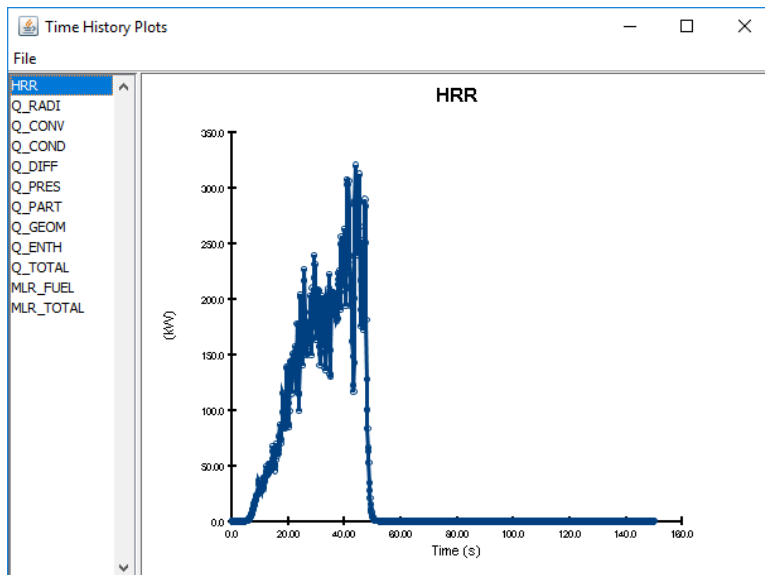 Time History Plots
File
HRR
Q_RADI
Q_CONV
Q_COND
Q_DIFF
Q_PRES
Q_PART
Q_GEOM
Q_ENTH
Q_TOTAL
MLR_FUEL
MLR_TOTAL
HRR
350.0
300.0
250.0
200.0
150.0
100.0
50.00
0.0
(kW)
0.0 20.00 40.00 60.00 80.00 100.0 120.0 140.0 160.0
Time (s)